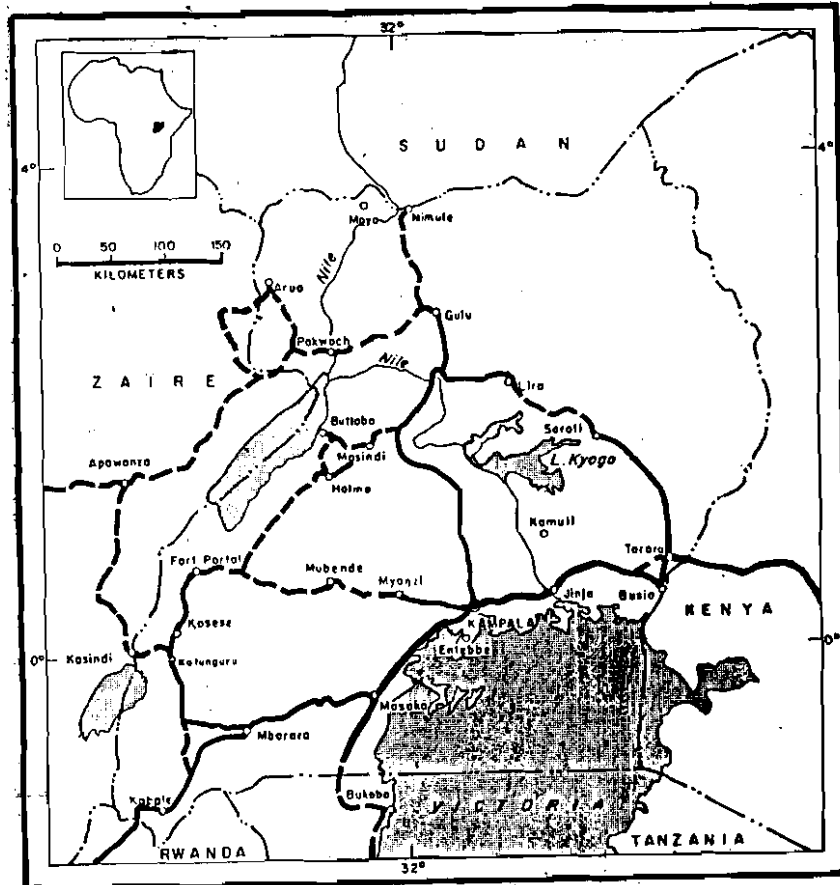 32°
SUDAN
4°
4°
Moyo
Nimule
0 50 100 150
KILOMETERS
Nile
Arua
Gulu
Pakwach
Nile
ZAIRE
Lira
Butiaba
Soroti
Masindi
L. Kyoga
Apawanza
Hoima
Kamuli
Fort Portal
Tororo
Mubende
Myanzi
Jinja
Busia
KENYA
KAMPALA
Kasese
Entebbe
0°
0°
Kasindi
Katunguru
Masaka
Mbarara
Bukoba
VICTORIA
Kabale
RWANDA
TANZANIA
32°